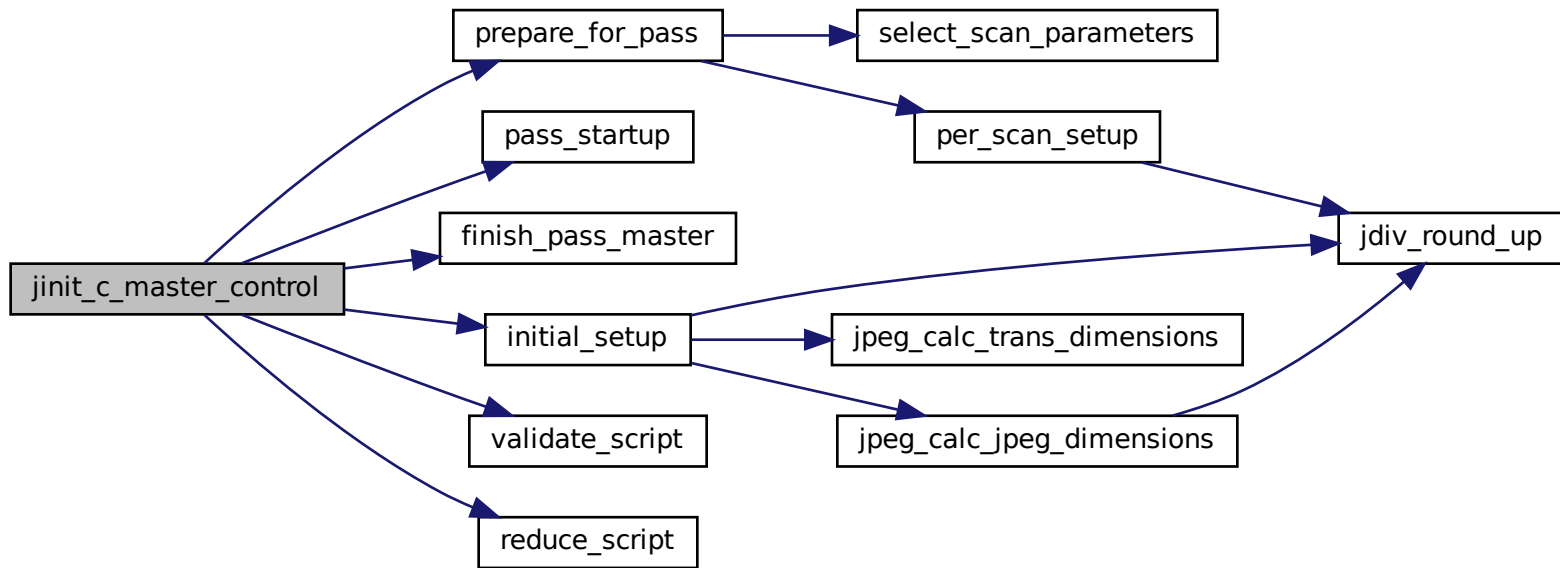 prepare_for_pass
select_scan_parameters
pass_startup
per_scan_setup
finish_pass_master
jdiv_round_up
jinit_c_master_control
initial_setup
jpeg_calc_trans_dimensions
validate_script
jpeg_calc_jpeg_dimensions
reduce_script